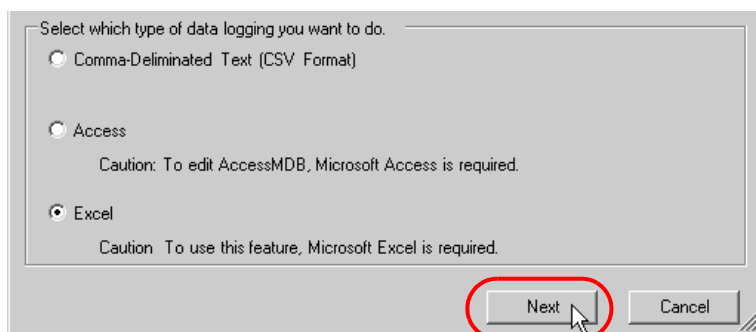 Select which type of data logging you want to do.
Comma-Deliminated Text (CSV Format)
Access
Caution: To edit AccessMDB, Microsoft Access is required.
Excel
Caution To use this feature, Microsoft Excel is required.
Next
Cancel